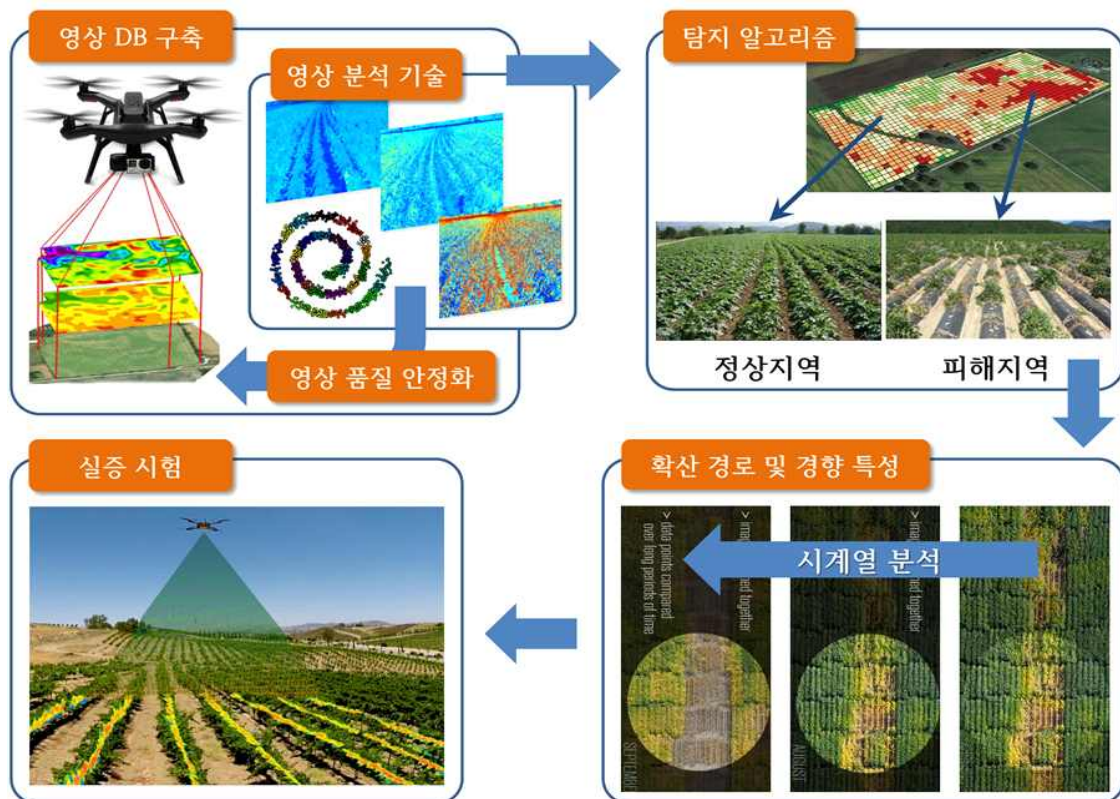 영상 DB 구축
영상 분석 기술
영상 품질 안정화
탐지 알고리즘
정상지역
피해지역
확산 경로 및 경향 특성
시계열 분석
> data points compared
over long periods of time
together
AUGUST
실증 시험